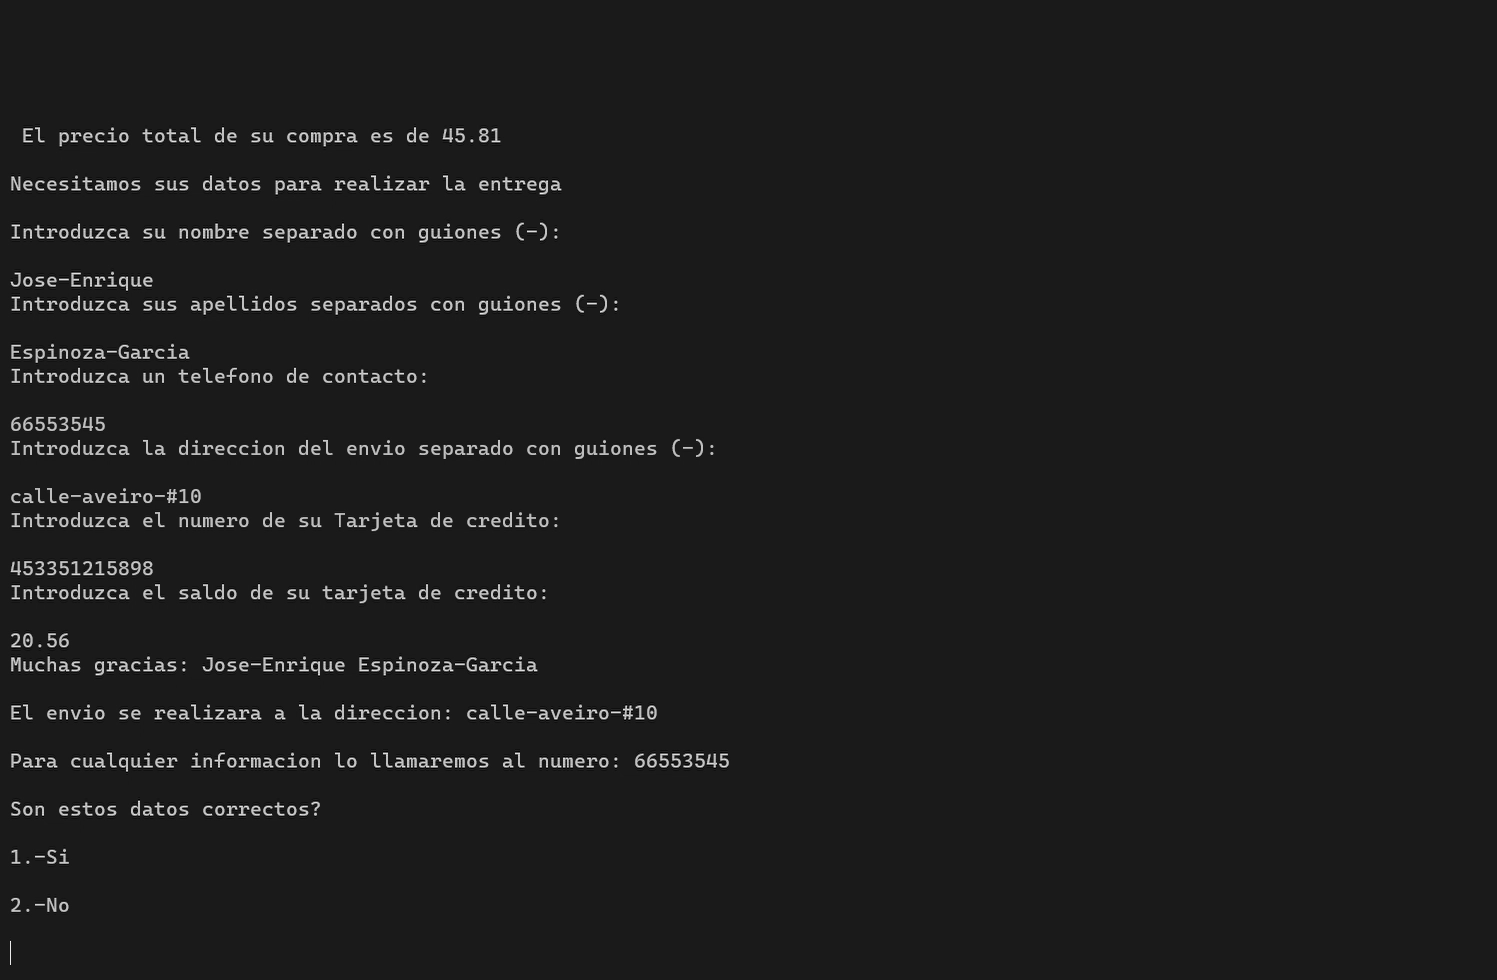 El precio total de su compra es de 45.81
Necesitamos sus datos para realizar la entrega
Introduzca su nombre separado con guiones (-):
Jose-Enrique
Introduzca sus apellidos separados con guiones (-):
Espinoza-Garcia
Introduzca un telefono de contacto:
66553545
Introduzca la direccion del envio separado con guiones (-):
calle-aveiro-#10
Introduzca el numero de su Tarjeta de credito:
453351215898
Introduzca el saldo de su tarjeta de credito:
20.56
Muchas gracias: Jose-Enrique Espinoza-Garcia
El envio se realizara a la direccion: calle-aveiro-#10
Para cualquier informacion lo llamaremos al numero: 66553545
Son estos datos correctos?
1.-Si
2.-No